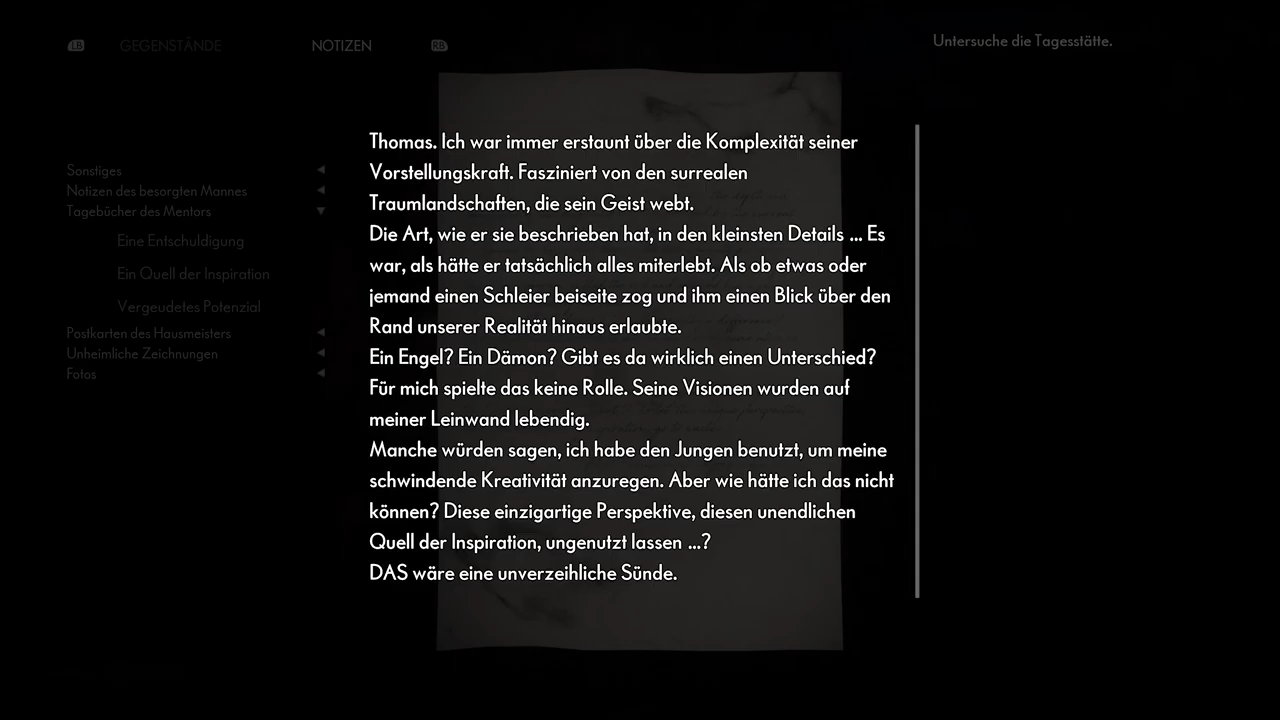 LB GEGENSTÄNDE NOTIZEN RB
Untersuche die Tagesstätte.
Sonstiges
Notizen des besorgten Mannes
Tagebücher des Mentors
Eine Entschuldigung
Ein Quell der Inspiration
Vergeudetes Potenzial
Postkarten des Hausmeisters
Unheimliche Zeichnungen
Fotos
Thomas. Ich war immer erstaunt über die Komplexität seiner
Vorstellungskraft. Fasziniert von den surrealen
Traumlandschaften, die sein Geist webt.
Die Art, wie er sie beschrieben hat, in den kleinsten Details ... Es
war, als hätte er tatsächlich alles miterlebt. Als ob etwas oder
jemand einen Schleier beiseite zog und ihm einen Blick über den
Rand unserer Realität hinaus erlaubte.
Ein Engel? Ein Dämon? Gibt es da wirklich einen Unterschied?
Für mich spielte das keine Rolle. Seine Visionen wurden auf
meiner Leinwand lebendig.
Manche würden sagen, ich habe den Jungen benutzt, um meine
schwindende Kreativität anzuregen. Aber wie hätte ich das nicht
können? Diese einzigartige Perspektive, diesen unendlichen
Quell der Inspiration, ungenutzt lassen ...?
DAS wäre eine unverzeihliche Sünde.